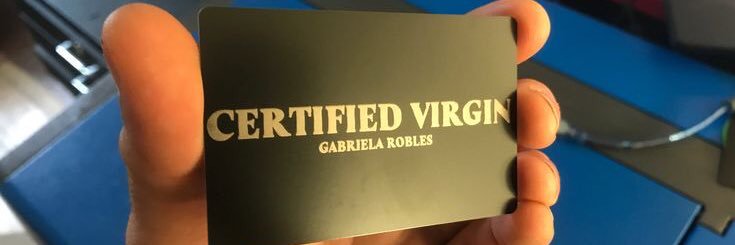 CERTIFIED VIRGIN
GABRIELA ROBLES